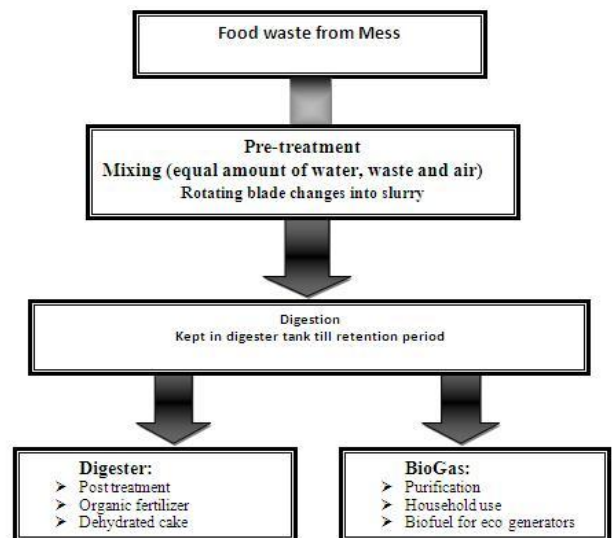 Food waste from Mess
Pre-treatment
Mixing (equal amount of water, waste and air)
Rotating blade changes into slurry
Digestion
Kept in digester tank till retention period
Digester:
➤ Post treatment
➤ Organic fertilizer
➤ Dehydrated cake
BioGas:
➤ Purification
➤ Household use
➤ Biofuel for eco generators